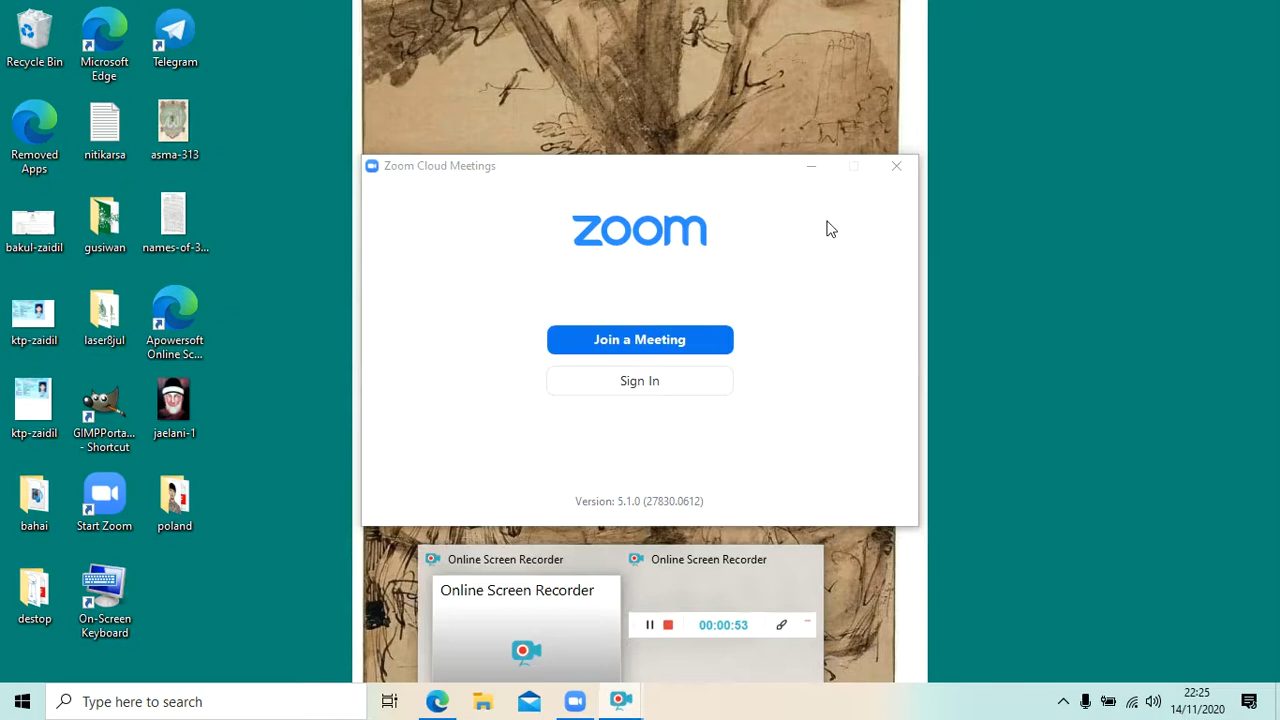 Recycle Bin
Microsoft
Edge
Telegram
Removed
Apps
nitikarsa
asma-313
bakul-zaidil
gusiwan
names-of-3...
ktp-zaidil
laser8jul
Apowersoft
Online Sc...
ktp-zaidil
GIMPPorta...
- Shortcut
jaelani-1
bahai
Start Zoom
poland
destop
On-Screen
Keyboard
Zoom Cloud Meetings
zoom
Join a Meeting
Sign In
Version: 5.1.0 (27830.0612)
Online Screen Recorder
Online Screen Recorder
Online Screen Recorder
00:00:53
Type here to search
22:25
14/11/2020